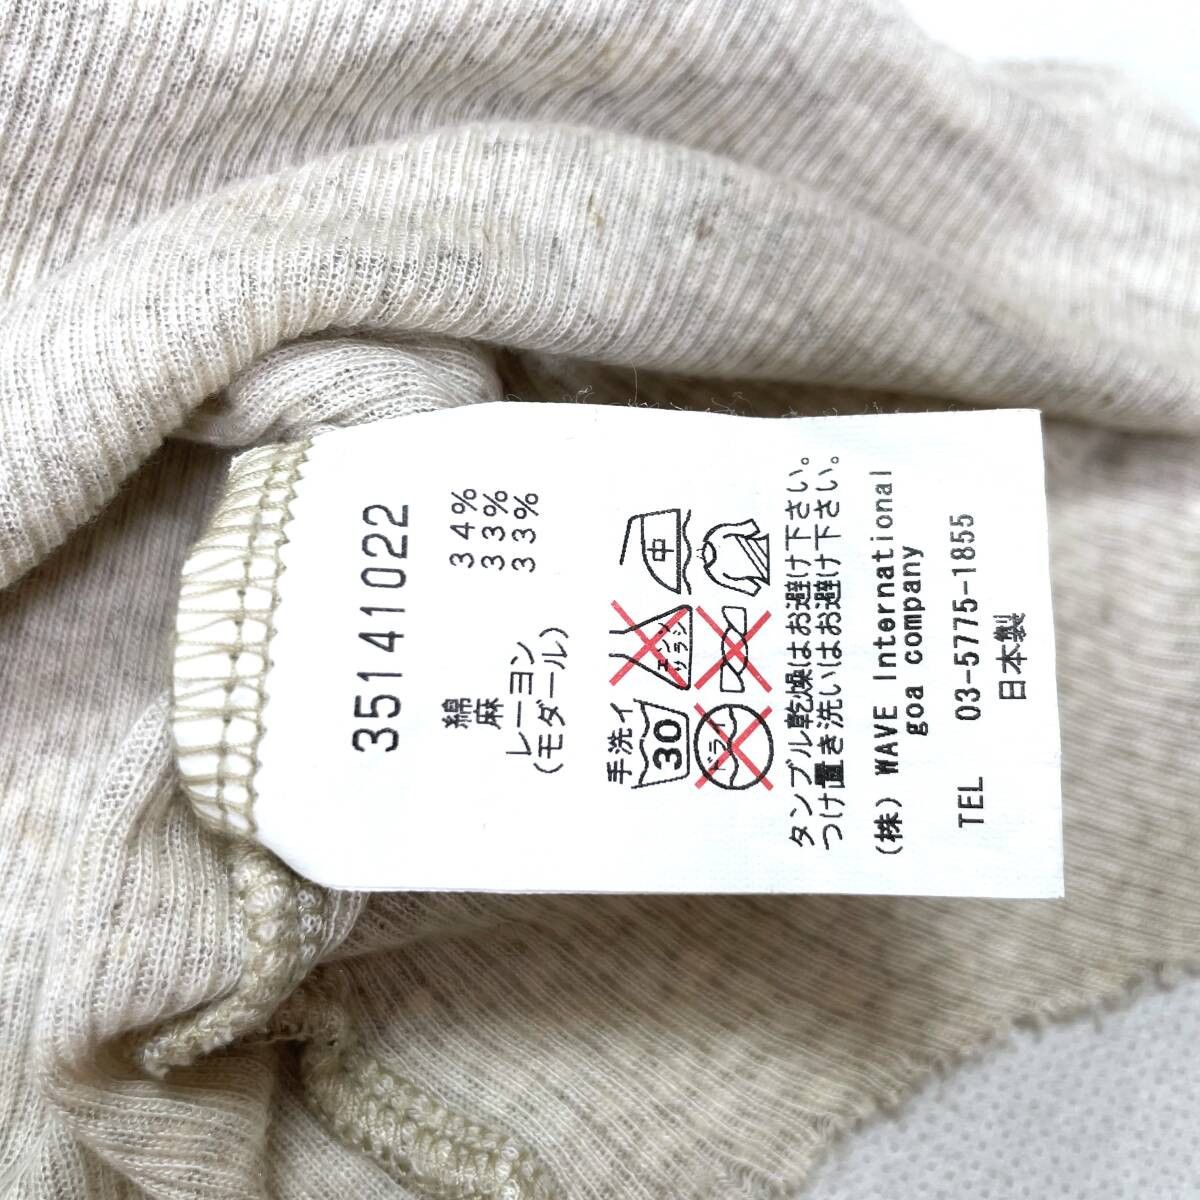 35141022
綿 34%
麻 33%
レーヨン 33%
(モダール)
手洗イ
30
エンソ
サラシ
中
ドライ
タンブル乾燥はお避け下さい。
つけ置き洗いはお避け下さい。
(株) WAVE International
goa company
TEL 03-5775-1855
日本製